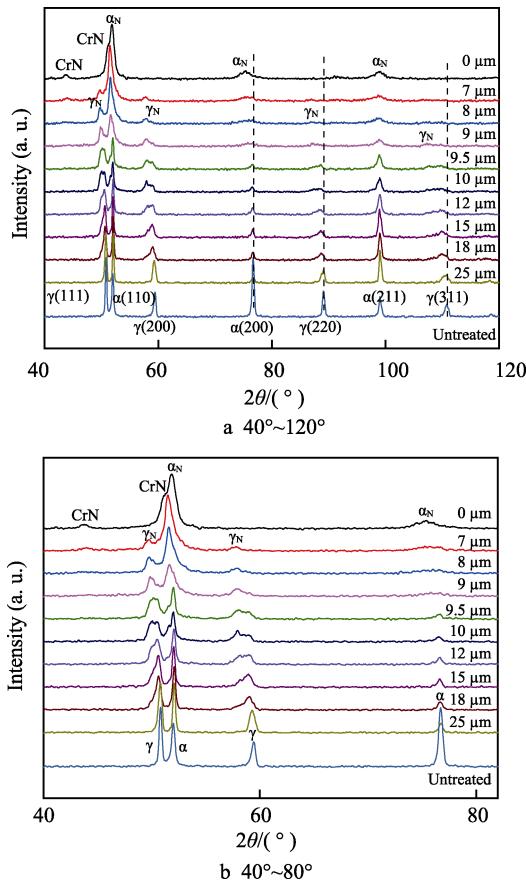 αN
CrN
CrN
αN
αN
0 μm
7 μm
γN
γN
γN
8 μm
γN
9 μm
9.5 μm
10 μm
12 μm
15 μm
18 μm
25 μm
γ(111)
α(110)
γ(200)
α(200)
γ(220)
α(211)
γ(311)
Untreated
Intensity (a. u.)
40
60
80
100
120
2θ/( ° )
a 40°~120°
αN
CrN
CrN
αN
0 μm
γN
γN
7 μm
8 μm
9 μm
9.5 μm
10 μm
12 μm
15 μm
18 μm
α
25 μm
γ
α
γ
Untreated
Intensity (a. u.)
40
60
80
2θ/( ° )
b 40°~80°